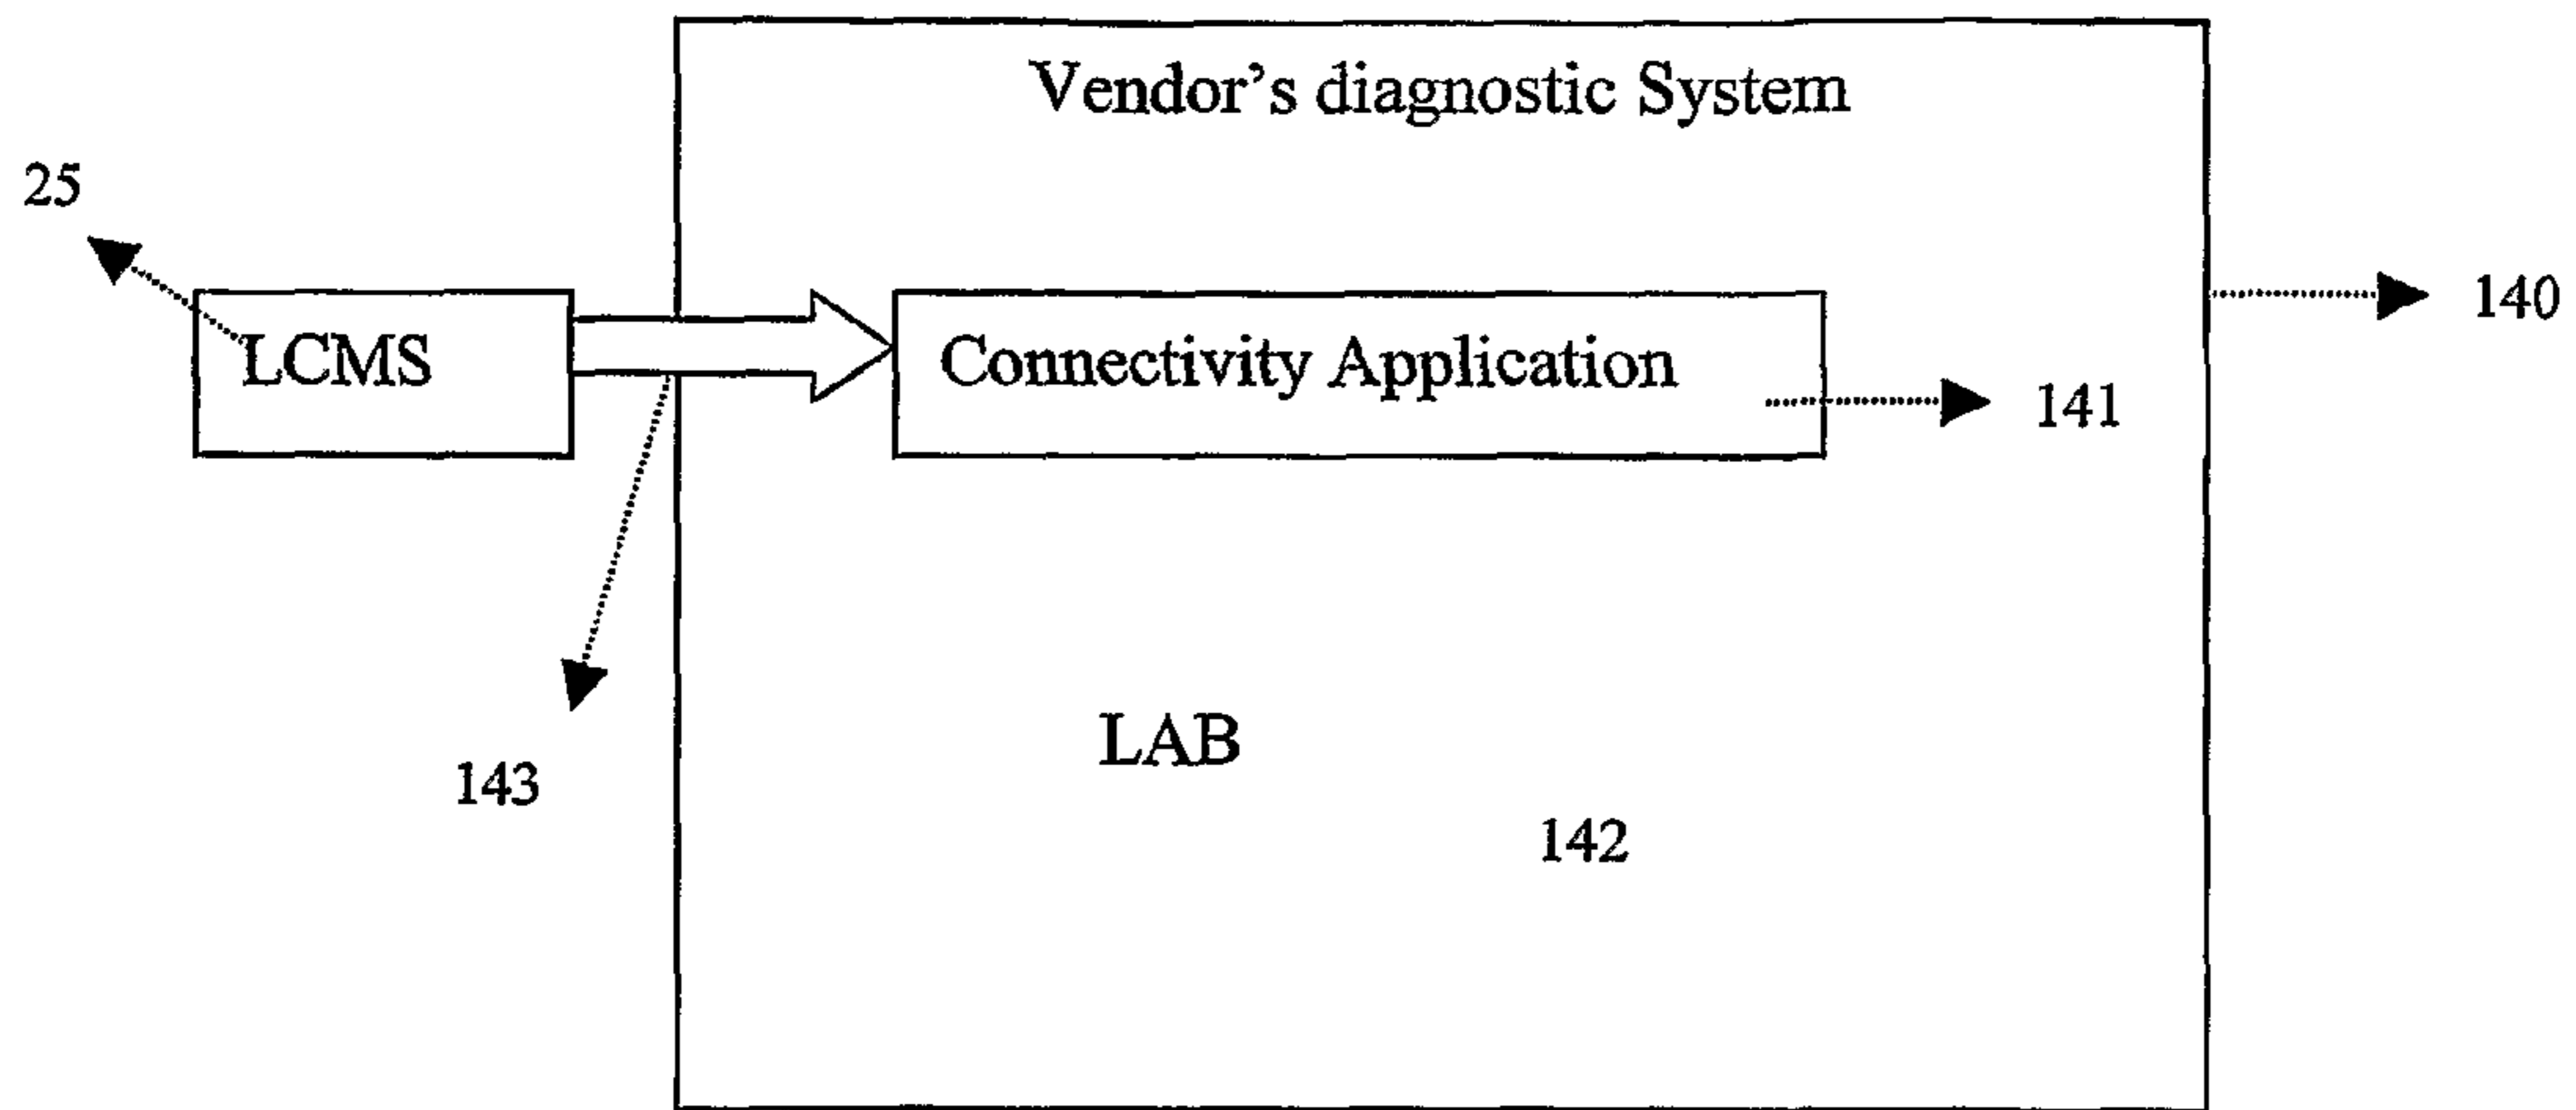 Vendor's diagnostic System
25
140
LCMS
Connectivity Application
141
LAB
143
142